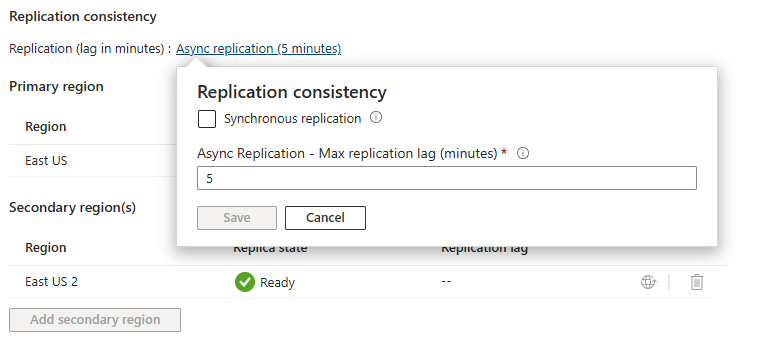 Replication consistency
Replication (lag in minutes) : Async replication (5 minutes)
Replication consistency
Synchronous replication
Async Replication - Max replication lag (minutes) *
5
Save Cancel
Primary region
Region
East US
Secondary region(s)
Region Replica state Replication lag
East US 2 Ready --
Add secondary region